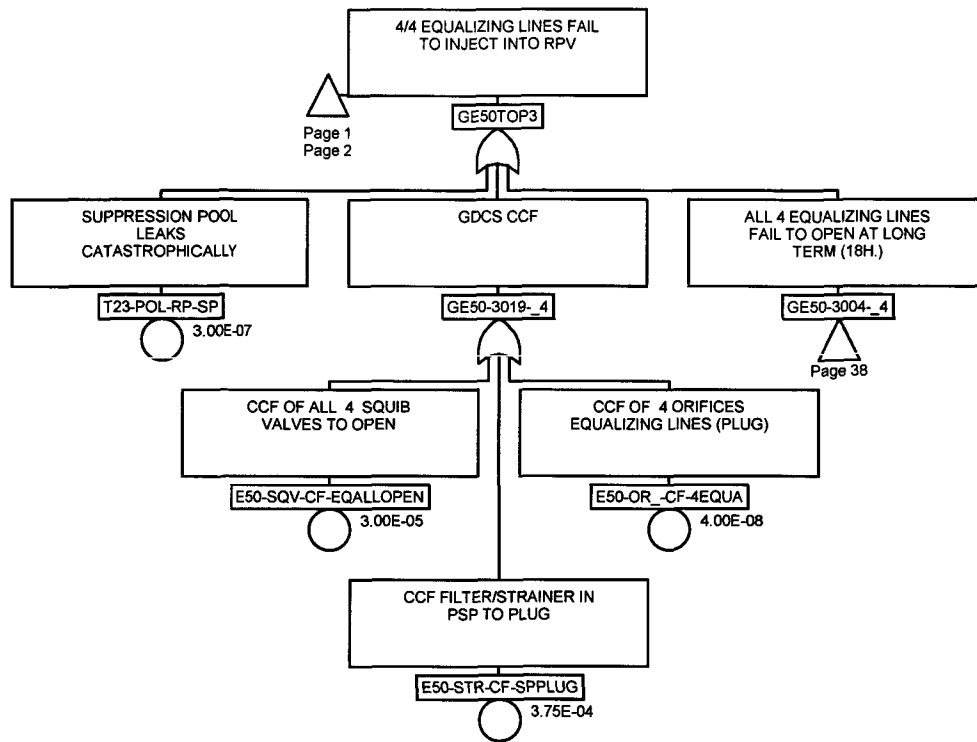 4/4 EQUALIZING LINES FAIL
TO INJECT INTO RPV
Page 1
Page 2
GE50TOP3
SUPPRESSION POOL
LEAKS
CATASTROPHICALLY
T23-POL-RP-SP
3.00E-07
GDCS CCF
GE50-3019-_4
ALL 4 EQUALIZING LINES
FAIL TO OPEN AT LONG
TERM (18H.)
GE50-3004-_4
Page 38
CCF OF ALL 4 SQUIB
VALVES TO OPEN
E50-SQV-CF-EQALLOPEN
3.00E-05
CCF OF 4 ORIFICES
EQUALIZING LINES (PLUG)
E50-OR_-CF-4EQUA
4.00E-08
CCF FILTER/STRAINER IN
PSP TO PLUG
E50-STR-CF-SPPLUG
3.75E-04